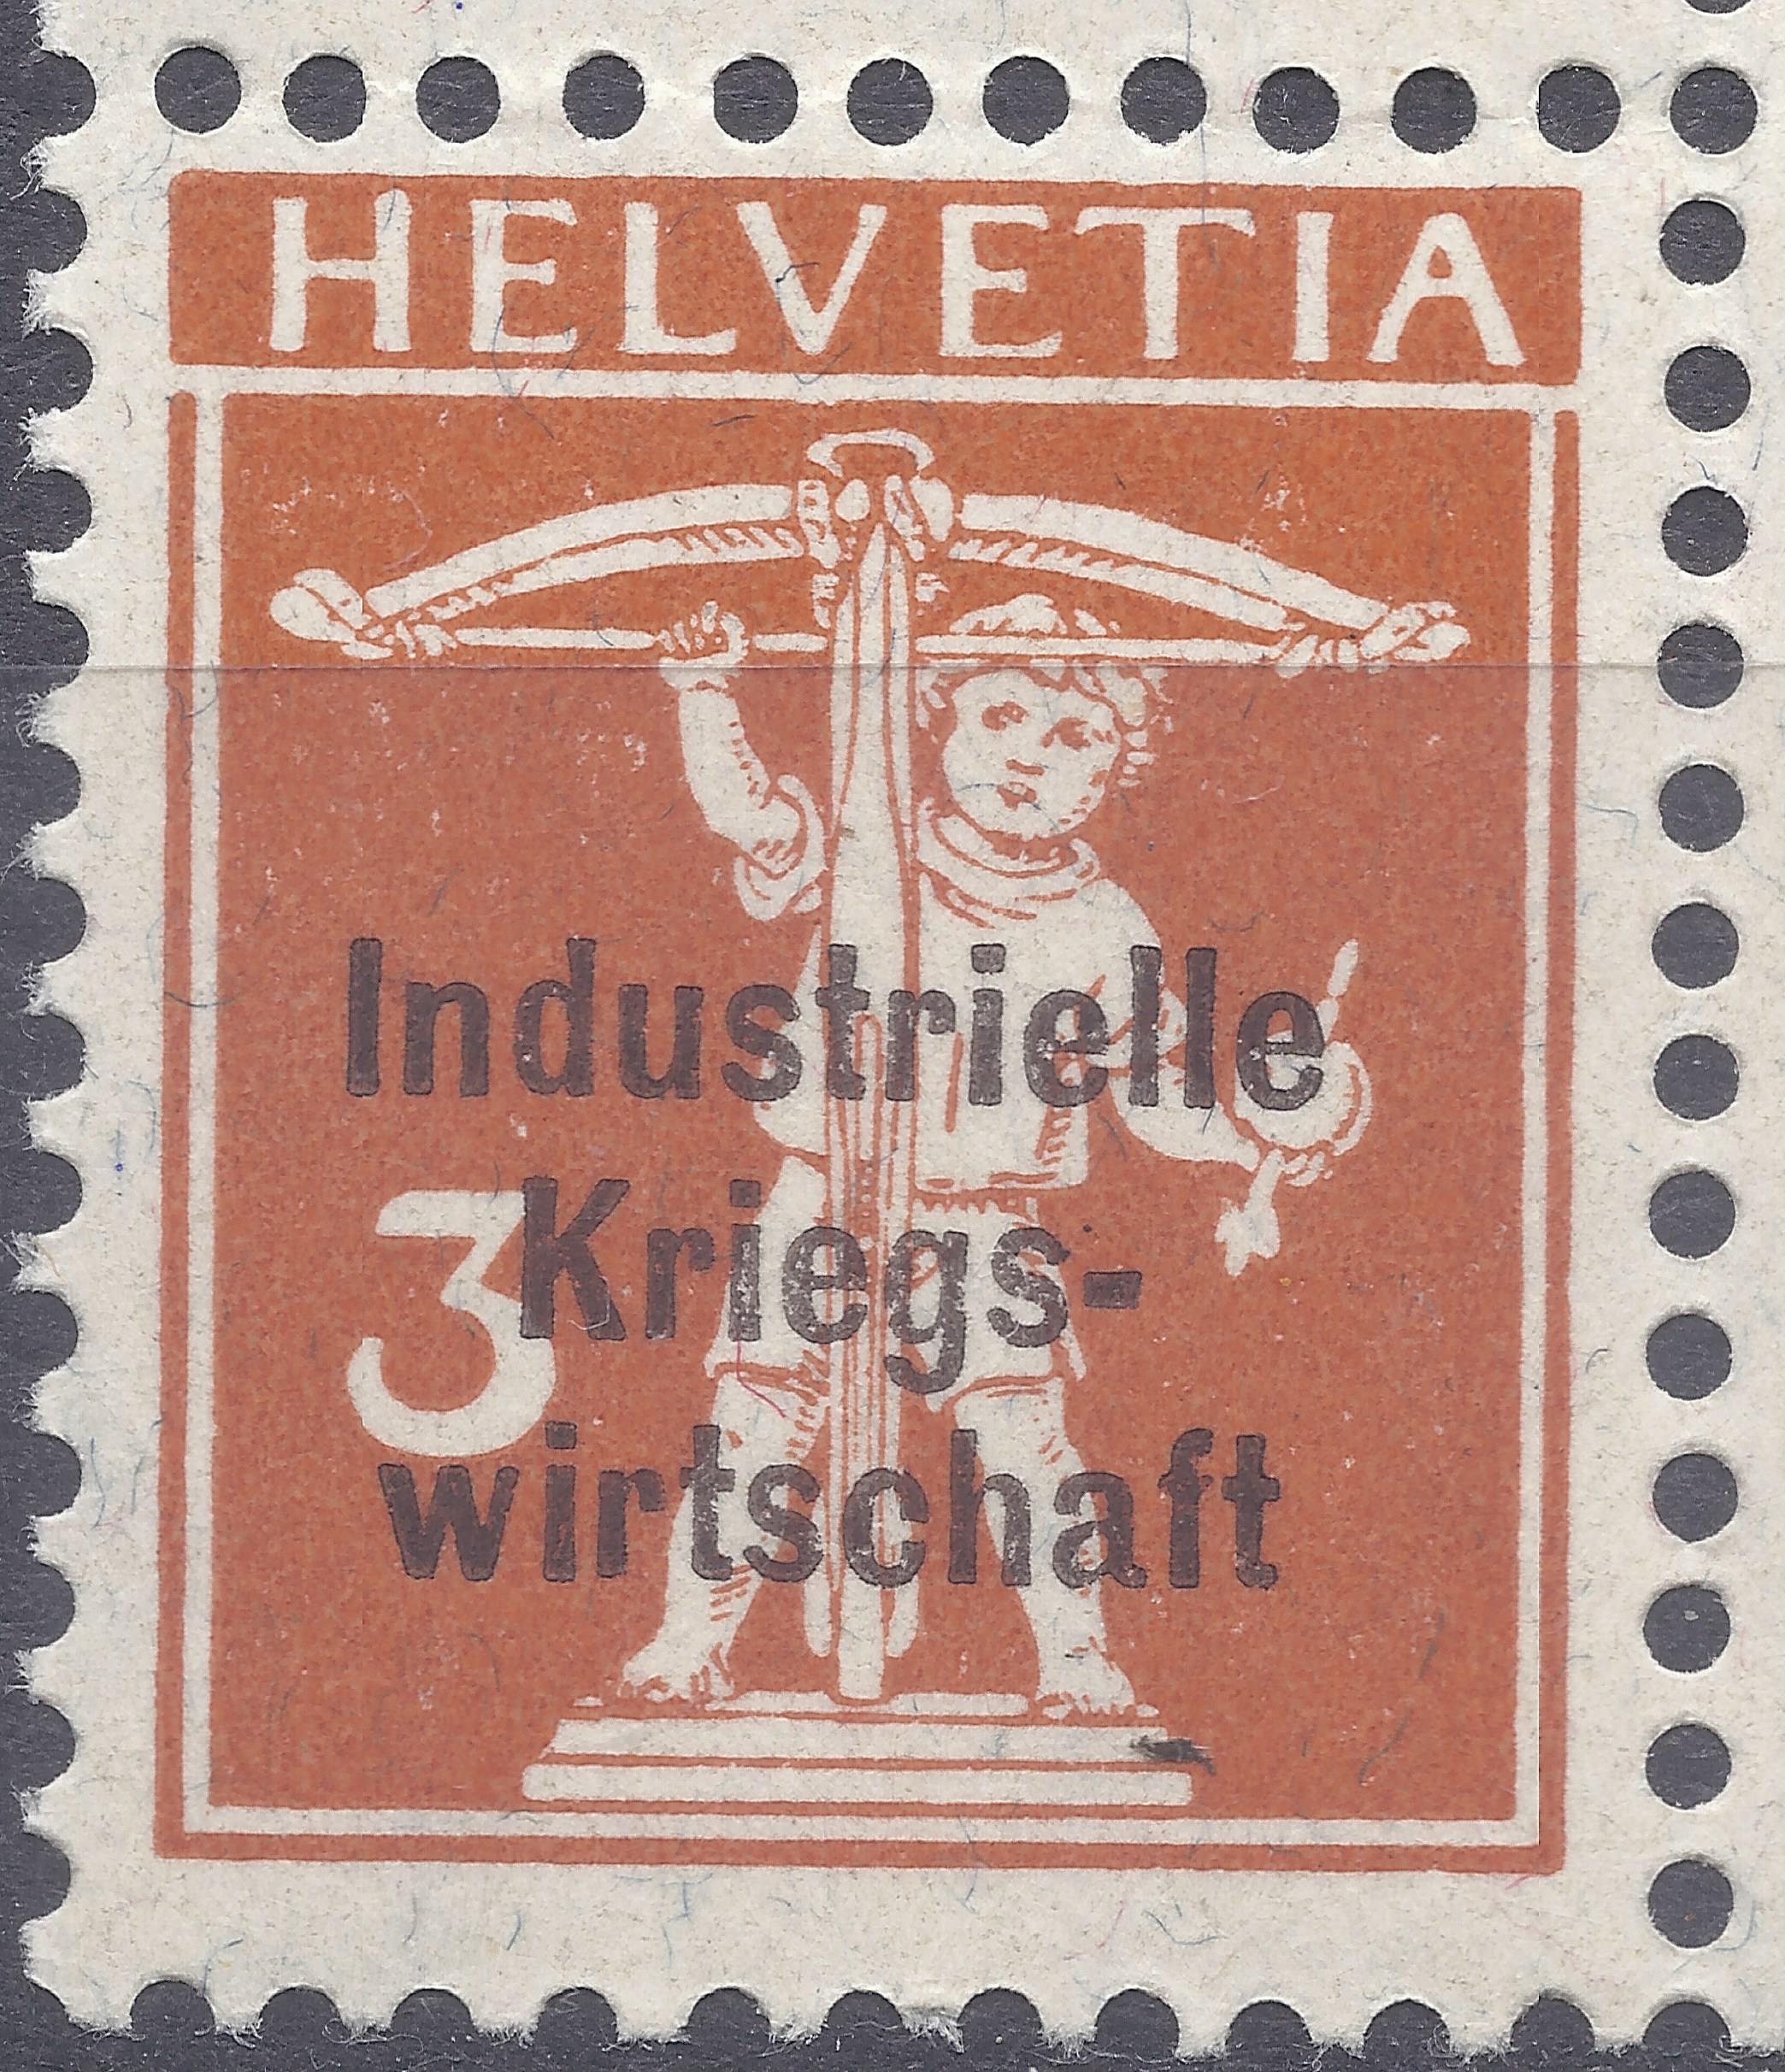 HELVETIA
Industrielle
3 Kriegs-
wirtschaft